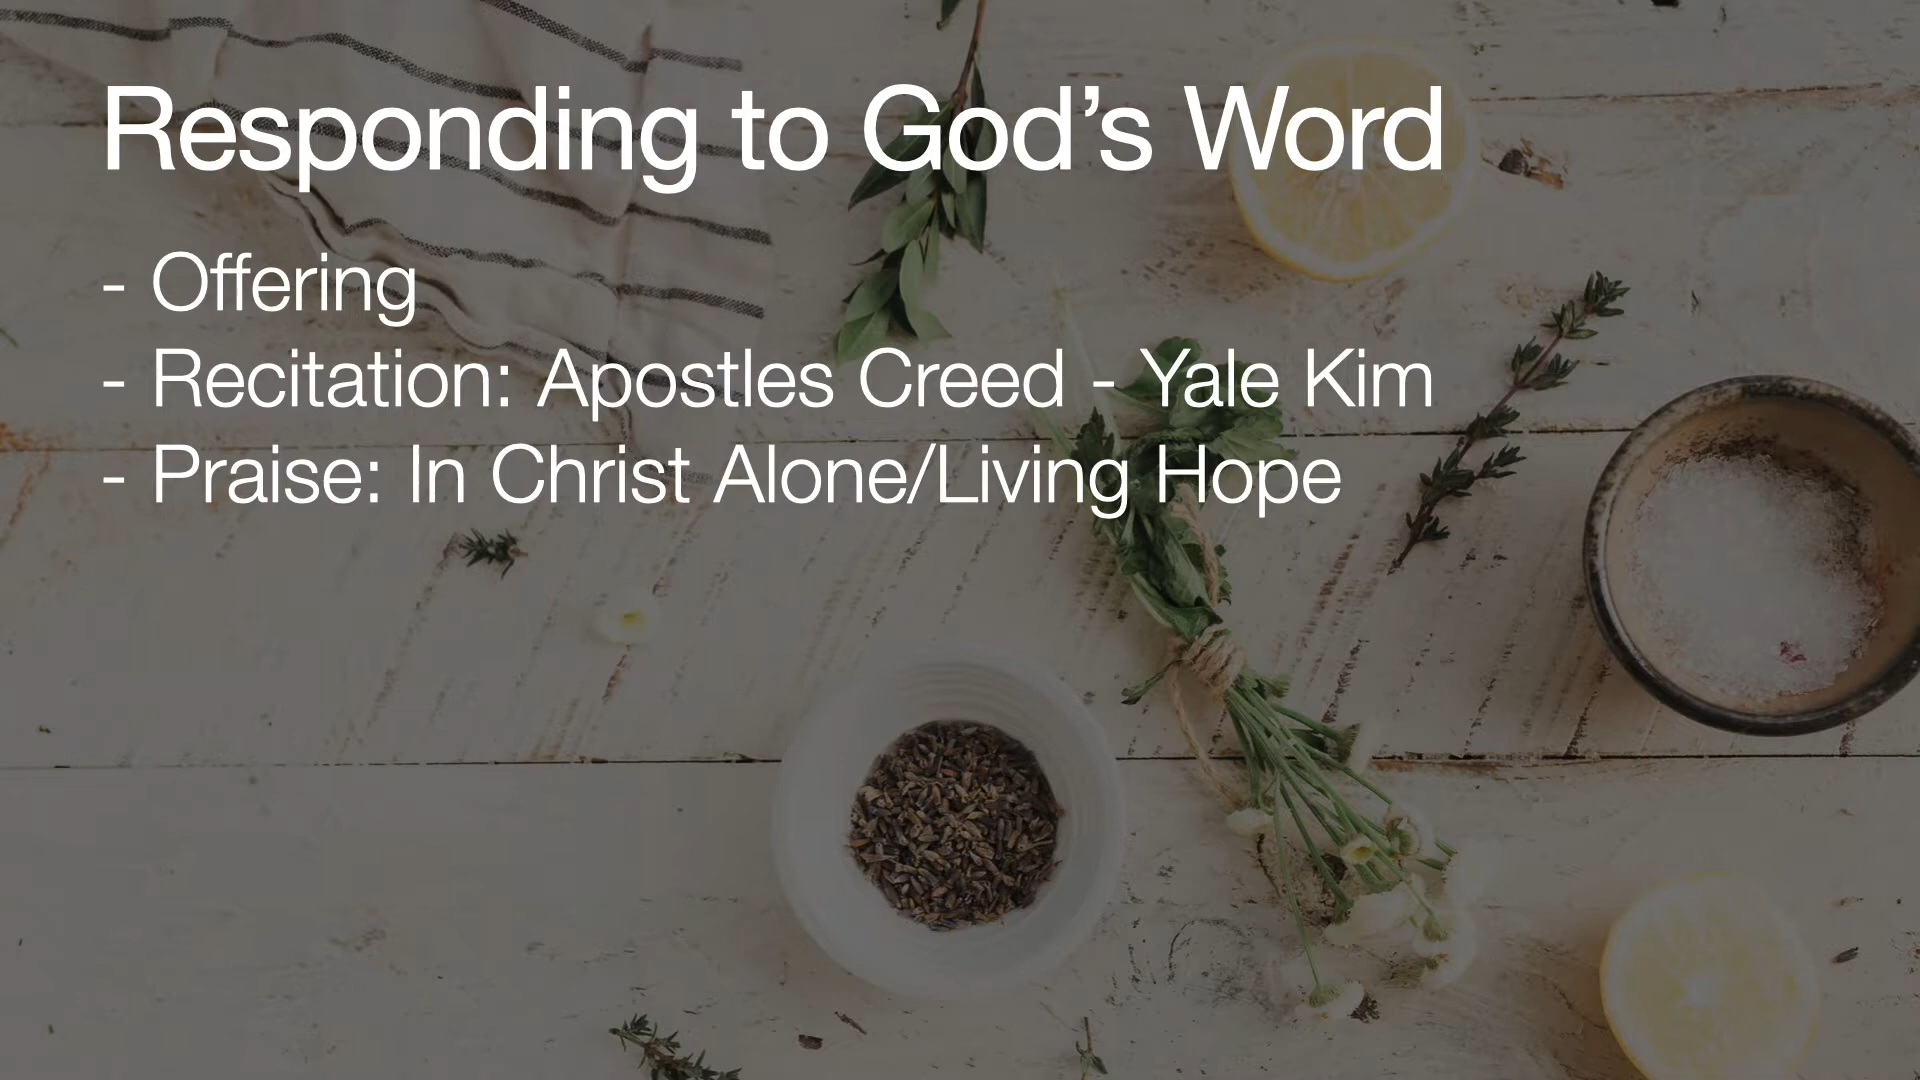 Responding to God’s Word
- Offering
- Recitation: Apostles Creed - Yale Kim
- Praise: In Christ Alone/Living Hope